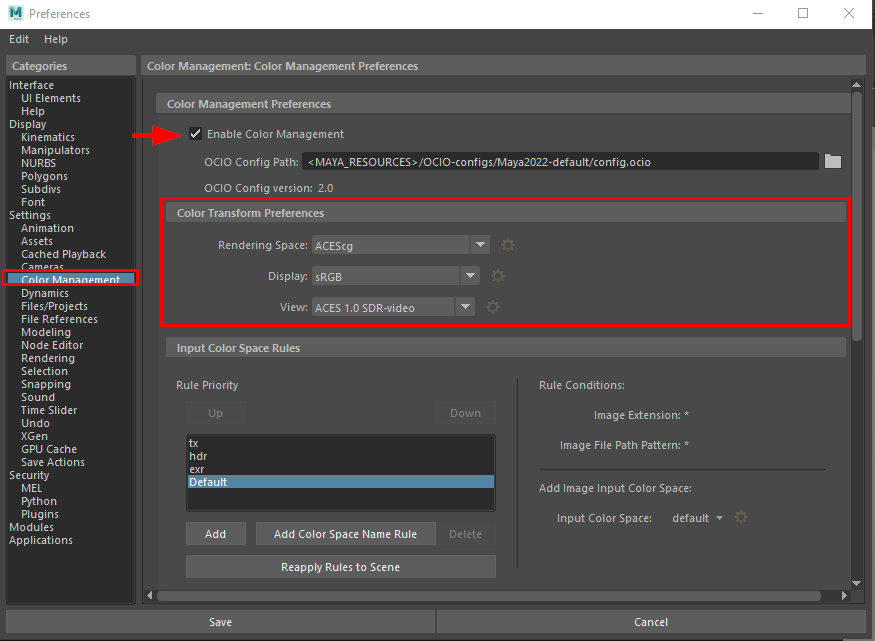 Preferences
Edit Help
Categories
Interface
UI Elements
Help
Display
Kinematics
Manipulators
NURBS
Polygons
Subdivs
Font
Settings
Animation
Assets
Cached Playback
Cameras
Color Management
Dynamics
Files/Projects
File References
Modeling
Node Editor
Rendering
Selection
Snapping
Sound
Time Slider
Undo
XGen
GPU Cache
Save Actions
Security
MEL
Python
Plugins
Modules
Applications
Color Management: Color Management Preferences
Color Management Preferences
Enable Color Management
OCIO Config Path: <MAYA_RESOURCES>/OCIO-configs/Maya2022-default/config.ocio
OCIO Config version: 2.0
Color Transform Preferences
Rendering Space: ACEScg
Display: sRGB
View: ACES 1.0 SDR-video
Input Color Space Rules
Rule Priority
Up Down
tx
hdr
exr
Default
Add Add Color Space Name Rule Delete
Reapply Rules to Scene
Rule Conditions:
Image Extension: *
Image File Path Pattern: *
Add Image Input Color Space:
Input Color Space: default
Save Cancel